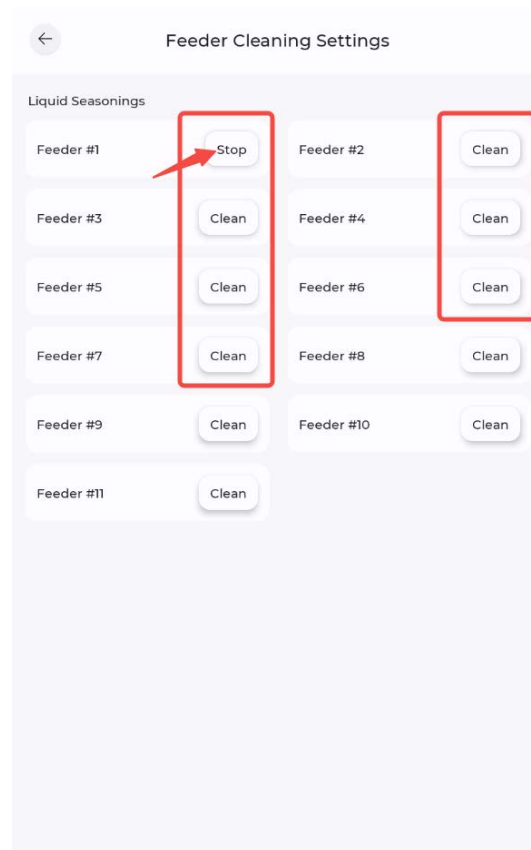 Feeder Cleaning Settings
Liquid Seasonings
Feeder #1 Stop Feeder #2 Clean
Feeder #3 Clean Feeder #4 Clean
Feeder #5 Clean Feeder #6 Clean
Feeder #7 Clean Feeder #8 Clean
Feeder #9 Clean Feeder #10 Clean
Feeder #11 Clean